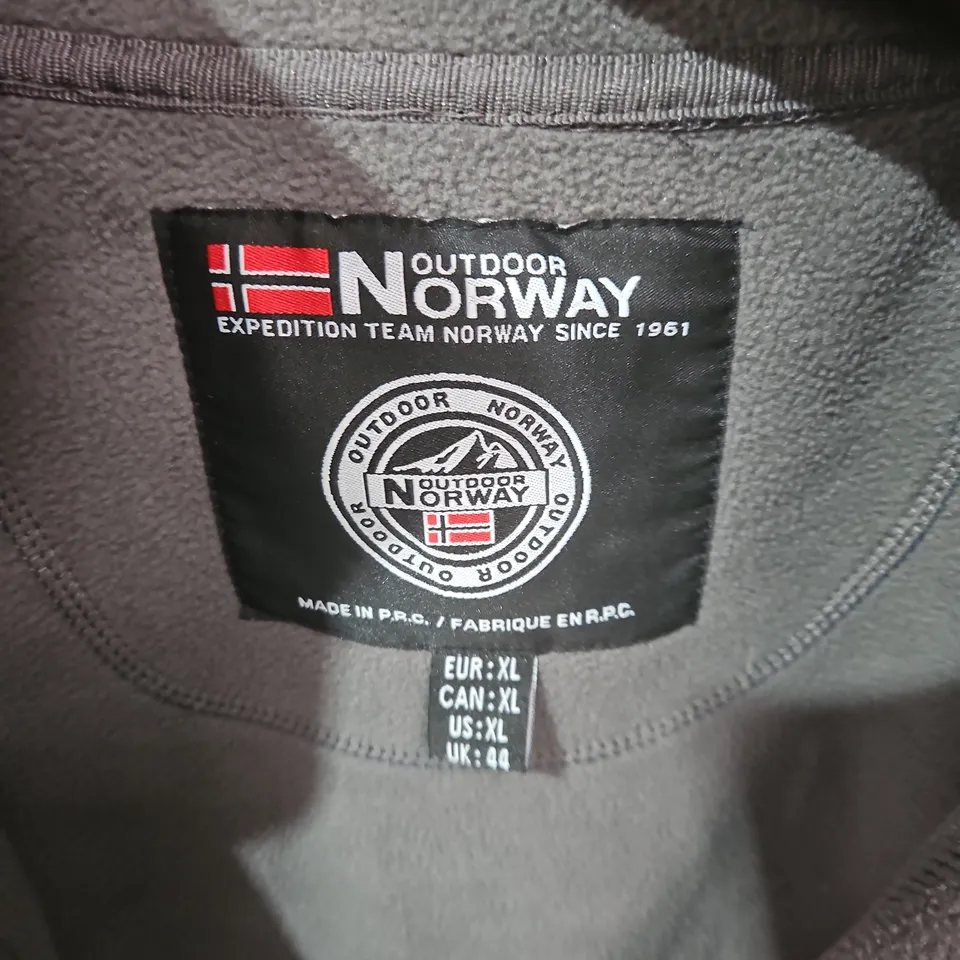 OUTDOOR
NORWAY
EXPEDITION TEAM NORWAY SINCE 1961
OUTDOOR NORWAY OUTDOOR OUTDOOR
OUTDOOR
NORWAY
MADE IN P.R.C. / FABRIQUE EN R.P.C.
EUR:XL
CAN:XL
US:XL
UK:44